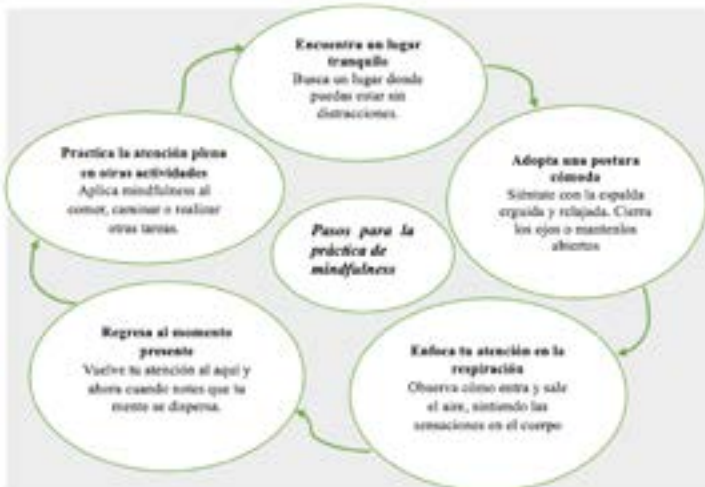 Encuentra un lugar
tranquilo
Busca un lugar donde
puedas estar sin
distracciones.
Adopta una postura
cómoda
Siéntate con la espalda
erguida y relajada. Cierra
los ojos o mantenlos
abiertos
Enfoca tu atención en la
respiración
Observa cómo entra y sale
el aire, sintiendo las
sensaciones en el cuerpo
Regresa al momento
presente
Vuelve tu atención al aquí y
ahora cuando notes que tu
mente se dispersa.
Practica la atención plena
en otras actividades
Aplica mindfulness al
comer, caminar o realizar
otras tareas.
Pasos para la
práctica de
mindfulness